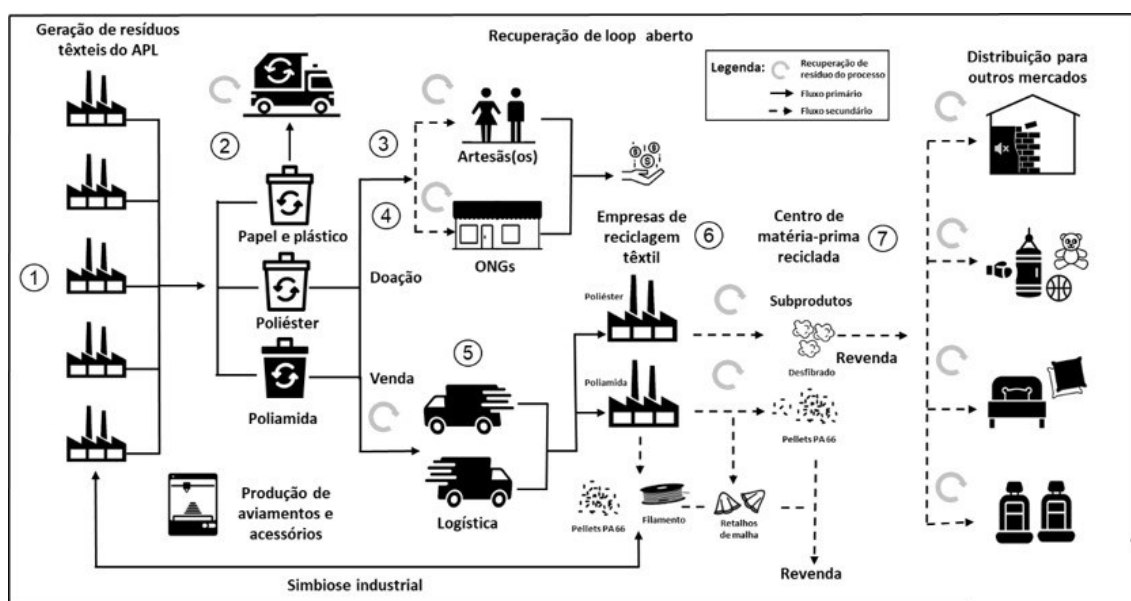 Geração de resíduos
têxteis do APL
Recuperação de loop aberto
Legenda:
Recuperação de
resíduo do processo
Fluxo primário
Fluxo secundário
Distribuição para
outros mercados
1
2
3
4
Papel e plástico
Poliéster
Poliamida
Artesãs(os)
ONGs
Doação
Venda
5
Logística
Empresas de
reciclagem
têxtil
6
Poliéster
Poliamida
Centro de
matéria-prima
reciclada
7
Subprodutos
Desfibrado
Revenda
Pellets PA 66
Pellets PA 66
Filamento
Retalhos
de malha
Revenda
Produção de
aviamentos e
acessórios
Simbiose industrial